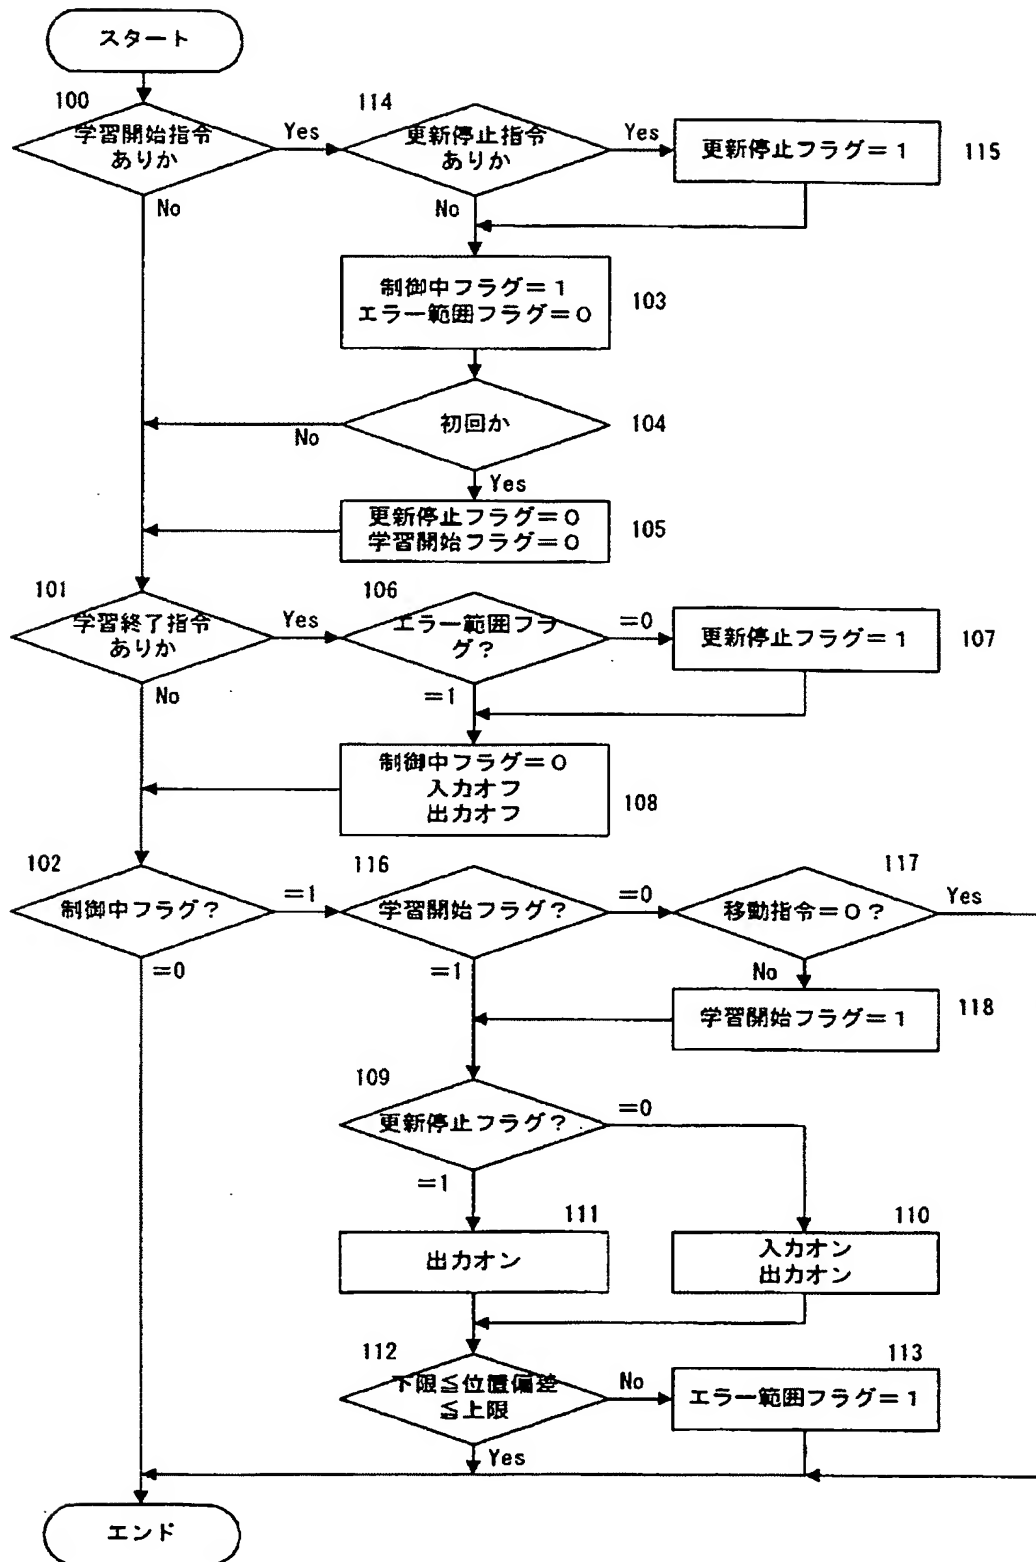 スタート
100
学習開始指令
ありか
Yes
No
114
更新停止指令
ありか
Yes
No
更新停止フラグ=1
115
制御中フラグ=1
エラー範囲フラグ=0
103
初回か
104
No
Yes
更新停止フラグ=0
学習開始フラグ=0
105
101
学習終了指令
ありか
Yes
No
106
エラー範囲フラ
グ?
=0
=1
更新停止フラグ=1
107
制御中フラグ=0
入力オフ
出力オフ
108
102
制御中フラグ?
=1
=0
116
学習開始フラグ?
=0
=1
117
移動指令=0?
Yes
No
学習開始フラグ=1
118
109
更新停止フラグ?
=0
=1
111
出力オン
110
入力オン
出力オン
112
下限≦位置偏差
≦上限
No
Yes
113
エラー範囲フラグ=1
エンド